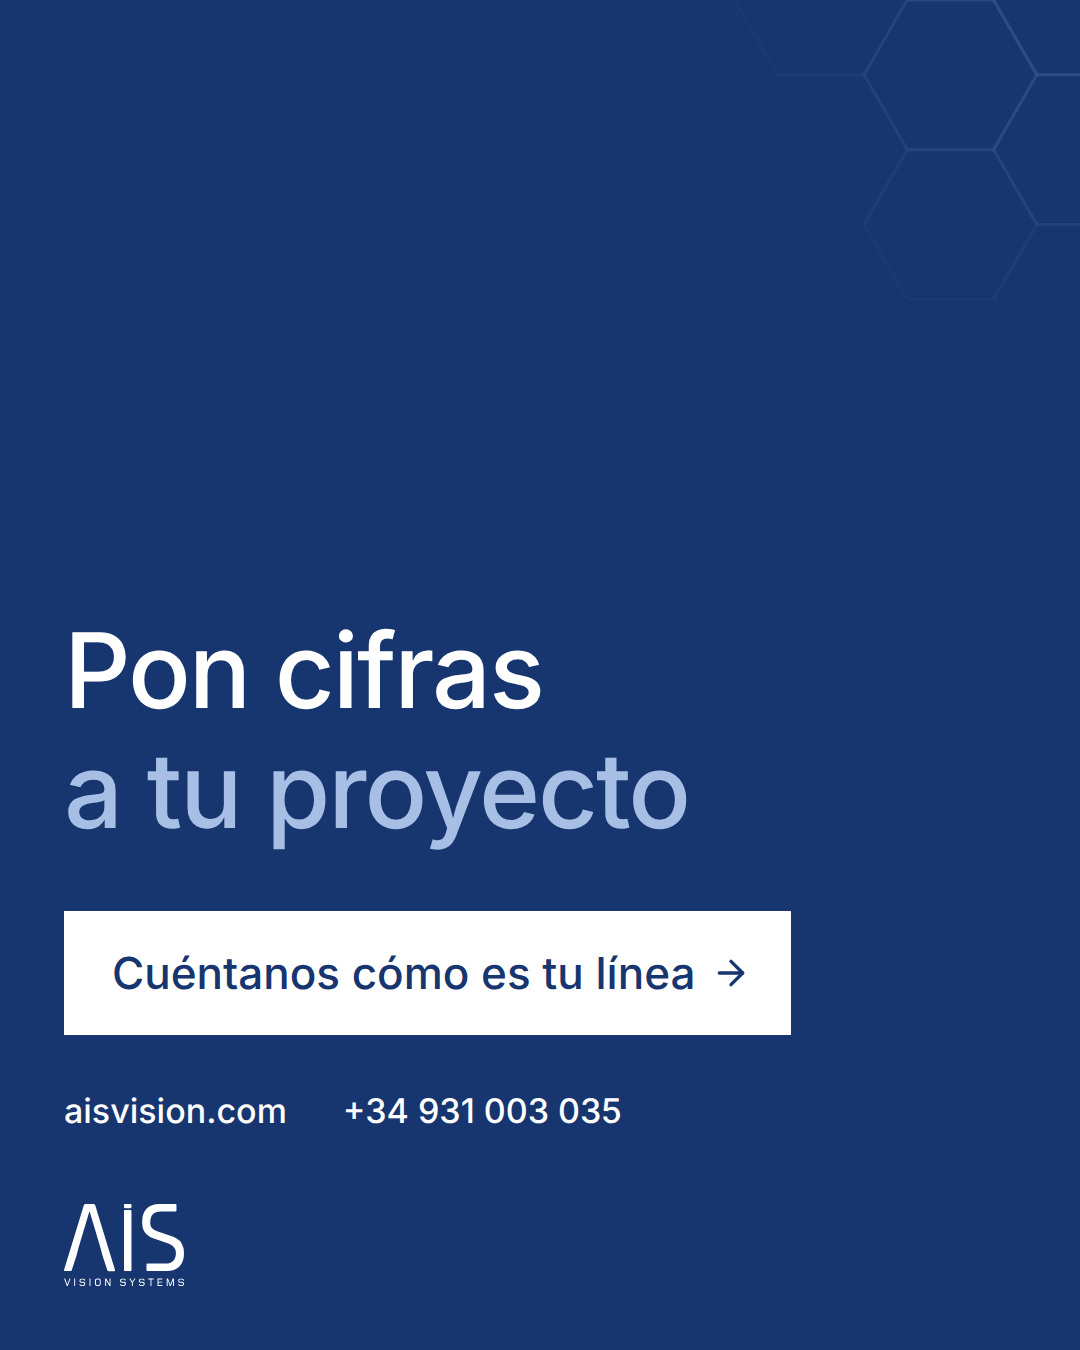 Pon cifras
a tu proyecto
Cuéntanos cómo es tu línea →
aisvision.com +34 931 003 035
AIS
VISION SYSTEMS